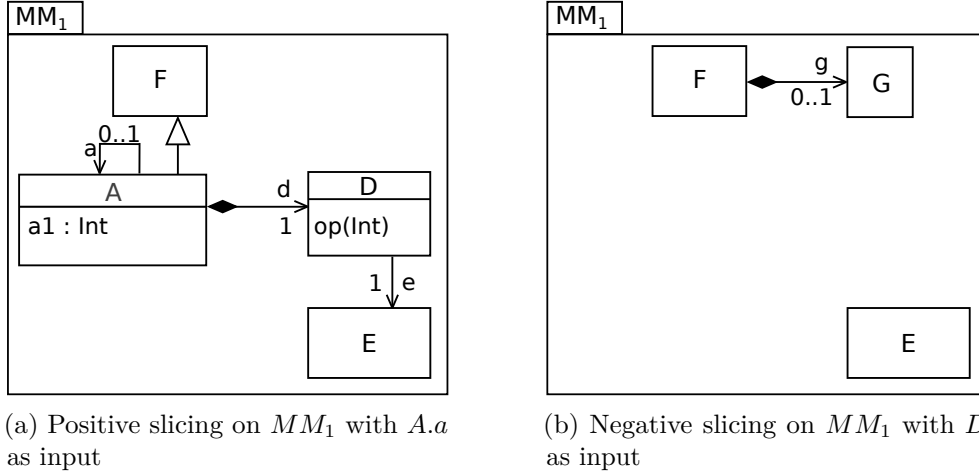 MM1
F
0..1
a
A
a1 : Int
d
1
D
op(Int)
1 e
E
(a) Positive slicing on MM1 with A.a
as input
MM1
F
g
0..1
G
E
(b) Negative slicing on MM1 with D
as input